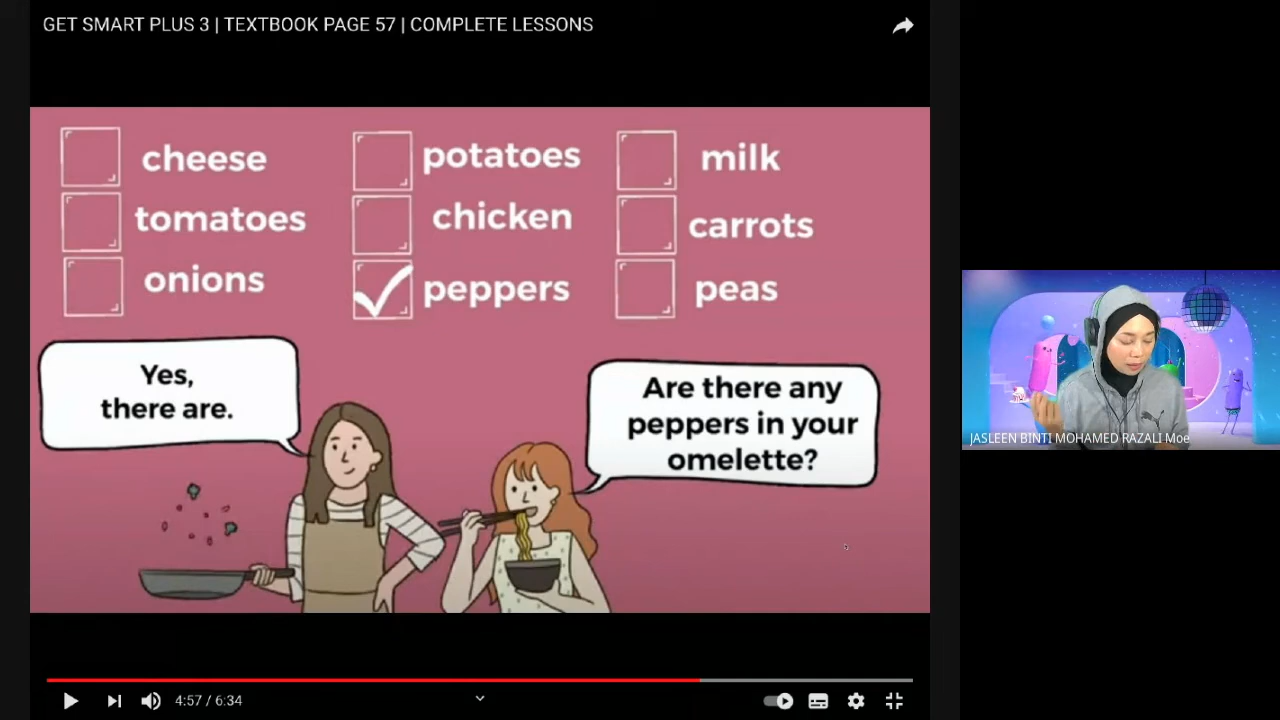 GET SMART PLUS 3 | TEXTBOOK PAGE 57 | COMPLETE LESSONS
cheese
potatoes
milk
tomatoes
chicken
carrots
onions
peppers
peas
Yes,
there are.
Are there any
peppers in your
omelette?
JASLEEN BINTI MOHAMED RAZALI Moe
4:57 / 6:34